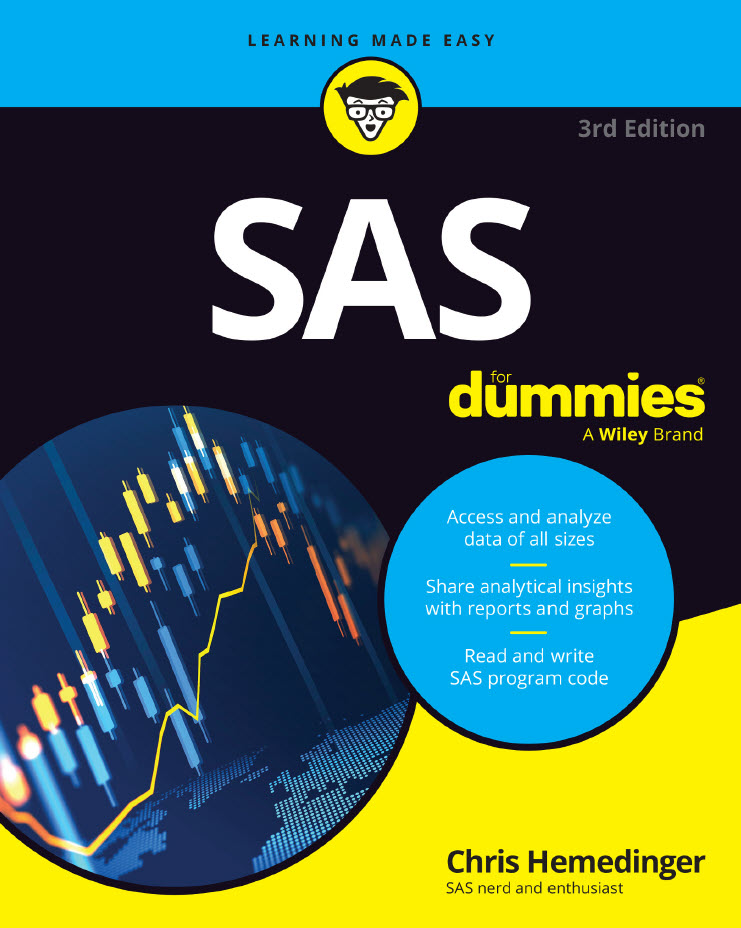 LEARNING MADE EASY
3rd Edition
SAS
for
dummies®
A Wiley Brand
Access and analyze
data of all sizes
Share analytical insights
with reports and graphs
Read and write
SAS program code
Chris Hemedinger
SAS nerd and enthusiast